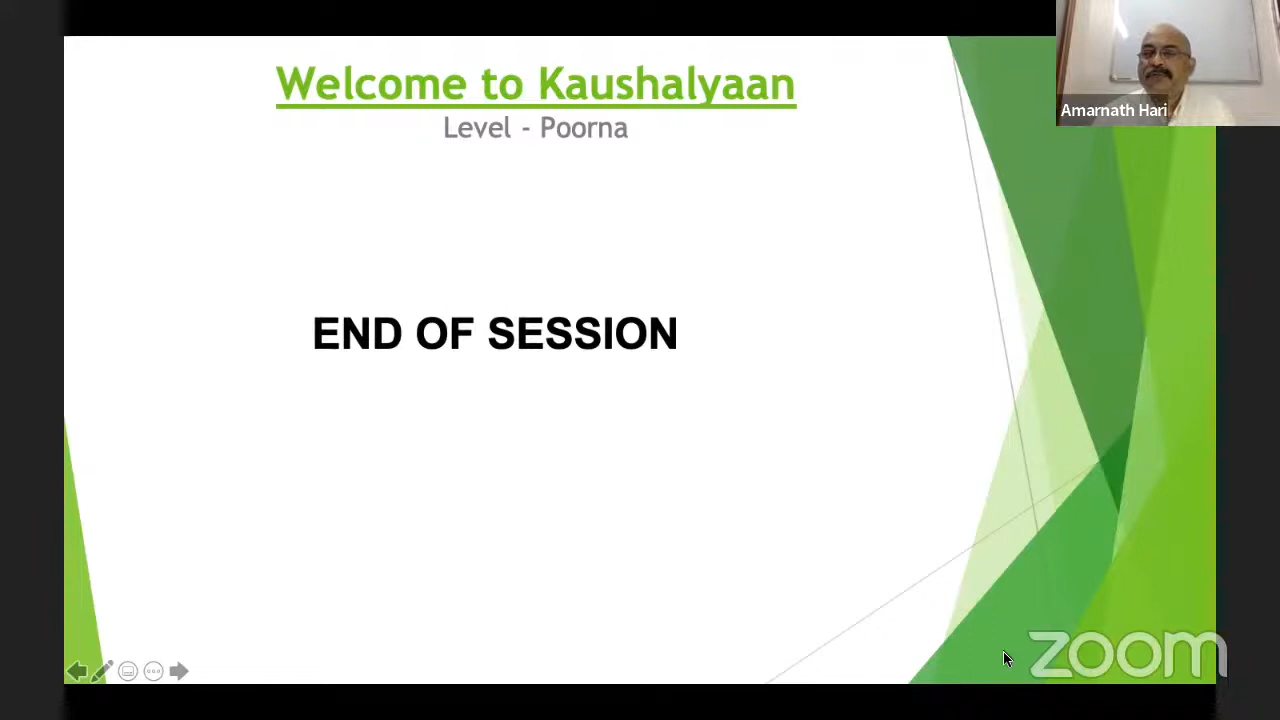 Welcome to Kaushalyaan
Level - Poorna
Amarnath Hari
END OF SESSION
zoom